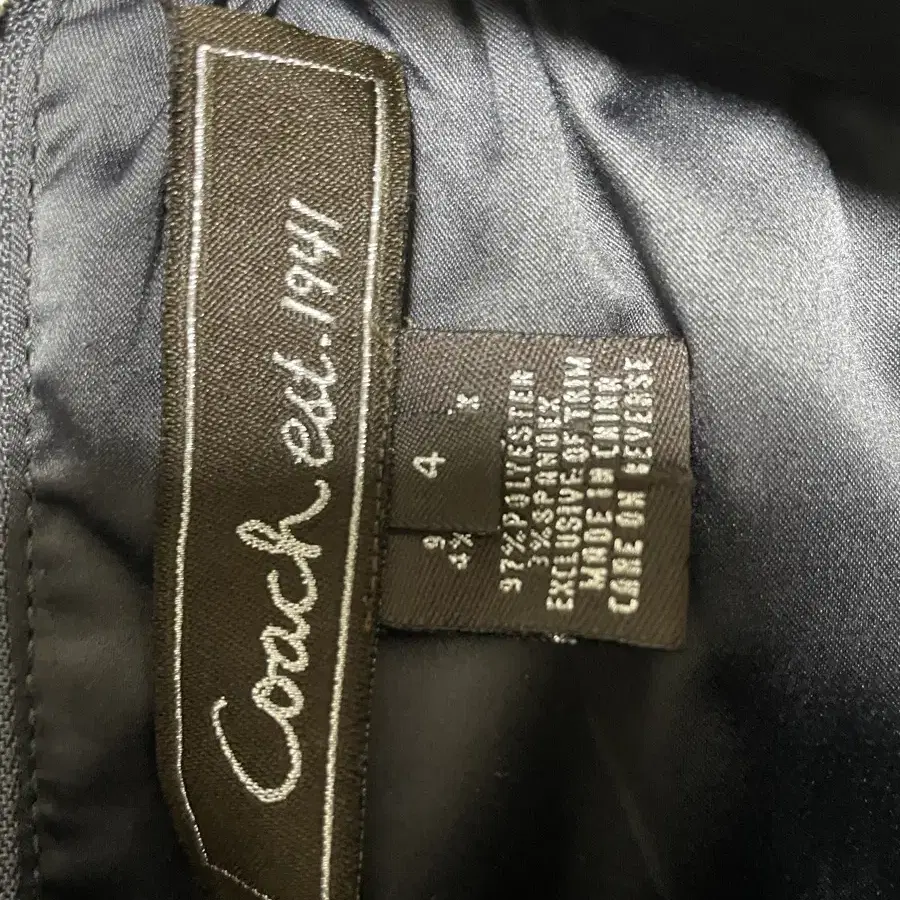 Coach est. 1941
4
97% POLYESTER
3% SPANDEX
EXCLUSIVE OF TRIM
MADE IN CHINA
CARE ON REVERSE